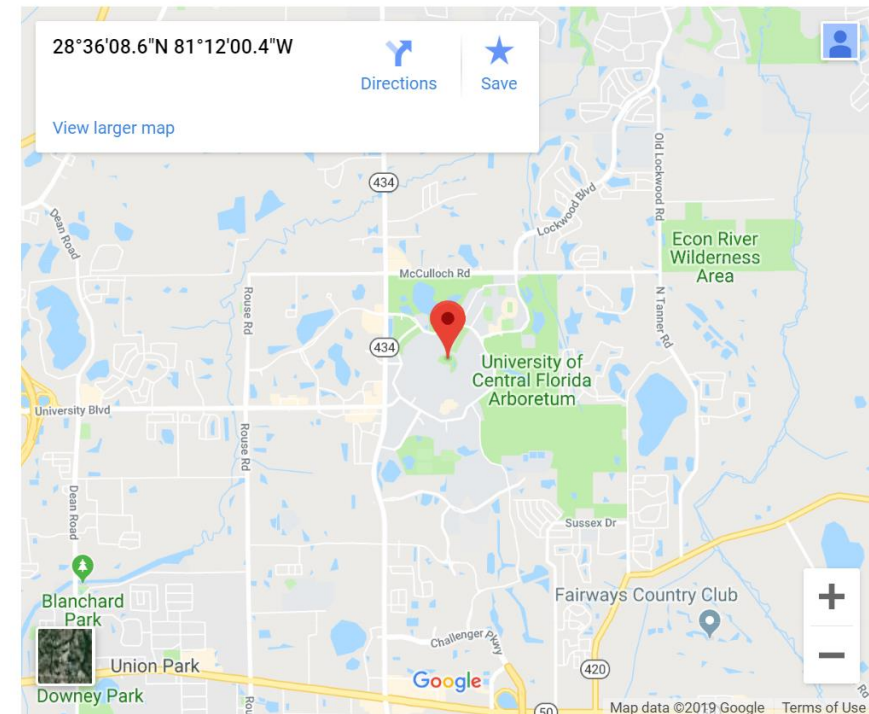 28°36'08.6"N 81°12'00.4"W
Directions
Save
View larger map
434
Old Lockwood Rd
Lockwood Blvd
Dean Road
Econ River
Wilderness
Area
McCulloch Rd
Rouse Rd
N Tanner Rd
434
University of
Central Florida
Arboretum
University Blvd
Rouse Rd
Dean Road
Sussex Dr
Blanchard
Park
Fairways Country Club
Challenger Pkwy
Union Park
420
Google
Downey Park
Rou
50
Rd
Map data ©2019 Google
Terms of Use